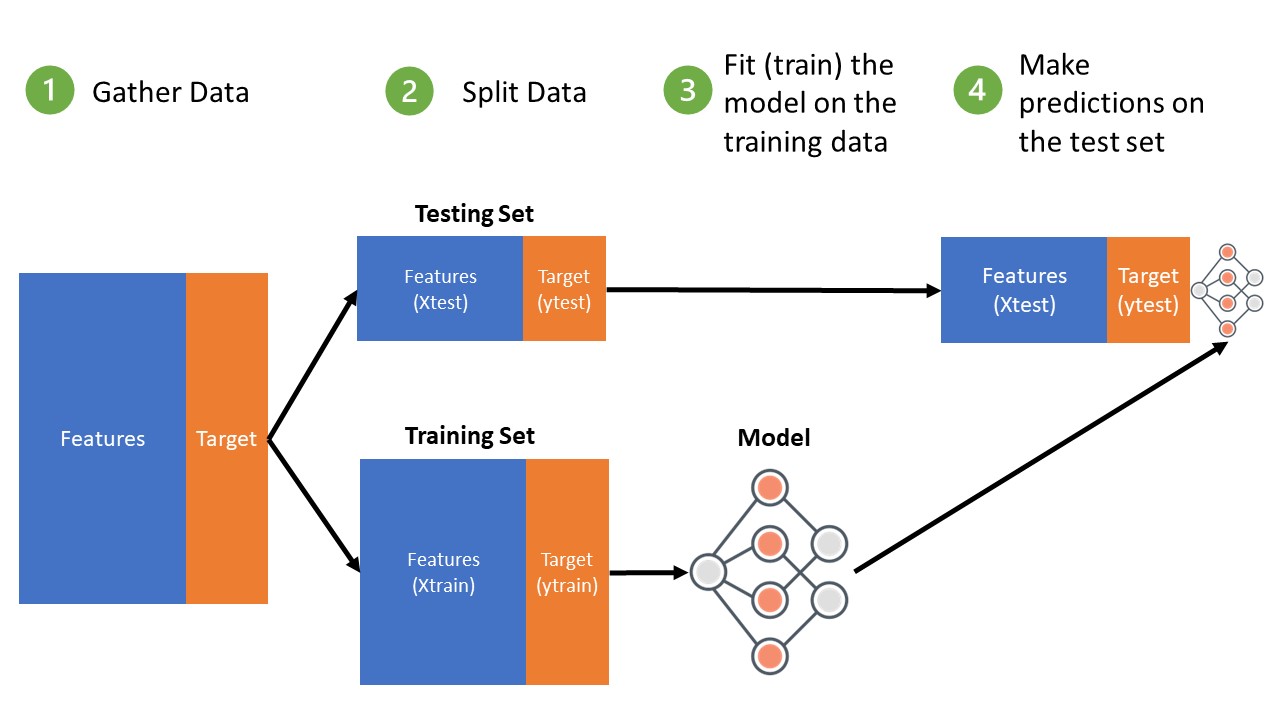 1
Gather Data
2
Split Data
3
Fit (train) the
model on the
training data
4
Make
predictions on
the test set
Testing Set
Features
(Xtest)
Target
(ytest)
Features
(Xtest)
Target
(ytest)
Features
Target
Training Set
Features
(Xtrain)
Target
(ytrain)
Model